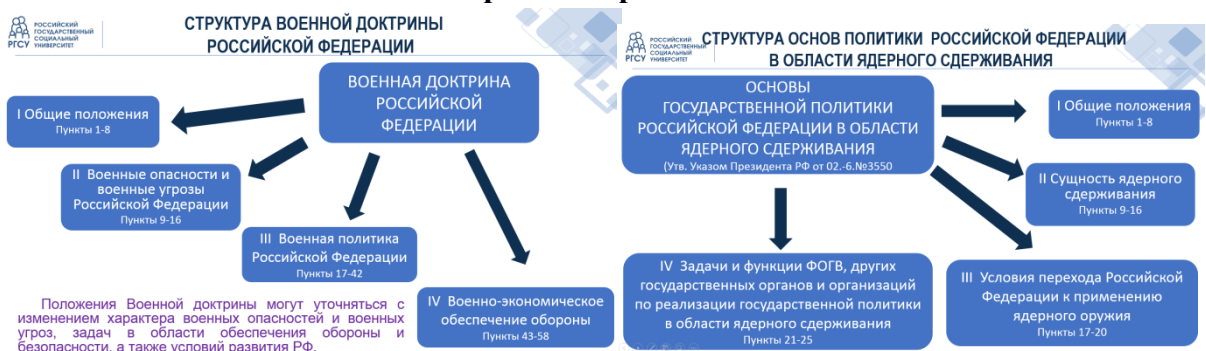 РОССИЙСКИЙ
ГОСУДАРСТВЕННЫЙ
СОЦИАЛЬНЫЙ
РГСУ УНИВЕРСИТЕТ
СТРУКТУРА ВОЕННОЙ ДОКТРИНЫ
РОССИЙСКОЙ ФЕДЕРАЦИИ
ВОЕННАЯ ДОКТРИНА
РОССИЙСКОЙ
ФЕДЕРАЦИИ
I Общие положения
Пункты 1-8
II Военные опасности и
военные угрозы
Российской Федерации
Пункты 9-16
III Военная политика
Российской Федерации
Пункты 17-42
IV Военно-экономическое
обеспечение обороны
Пункты 43-58
Положения Военной доктрины могут уточняться с
изменением характера военных опасностей и военных
угроз, задач в области обеспечения обороны и
безопасности, а также условий развития РФ.
РОССИЙСКИЙ
ГОСУДАРСТВЕННЫЙ
СОЦИАЛЬНЫЙ
РГСУ УНИВЕРСИТЕТ
СТРУКТУРА ОСНОВ ПОЛИТИКИ РОССИЙСКОЙ ФЕДЕРАЦИИ
В ОБЛАСТИ ЯДЕРНОГО СДЕРЖИВАНИЯ
ОСНОВЫ
ГОСУДАРСТВЕННОЙ ПОЛИТИКИ
РОССИЙСКОЙ ФЕДЕРАЦИИ В ОБЛАСТИ
ЯДЕРНОГО СДЕРЖИВАНИЯ
(Утв. Указом Президента РФ от 02.-6.№3550
I Общие положения
Пункты 1-8
II Сущность ядерного
сдерживания
Пункты 9-16
III Условия перехода Российской
Федерации к применению
ядерного оружия
Пункты 17-20
IV Задачи и функции ФОГВ, других
государственных органов и организаций
по реализации государственной политики
в области ядерного сдерживания
Пункты 21-25